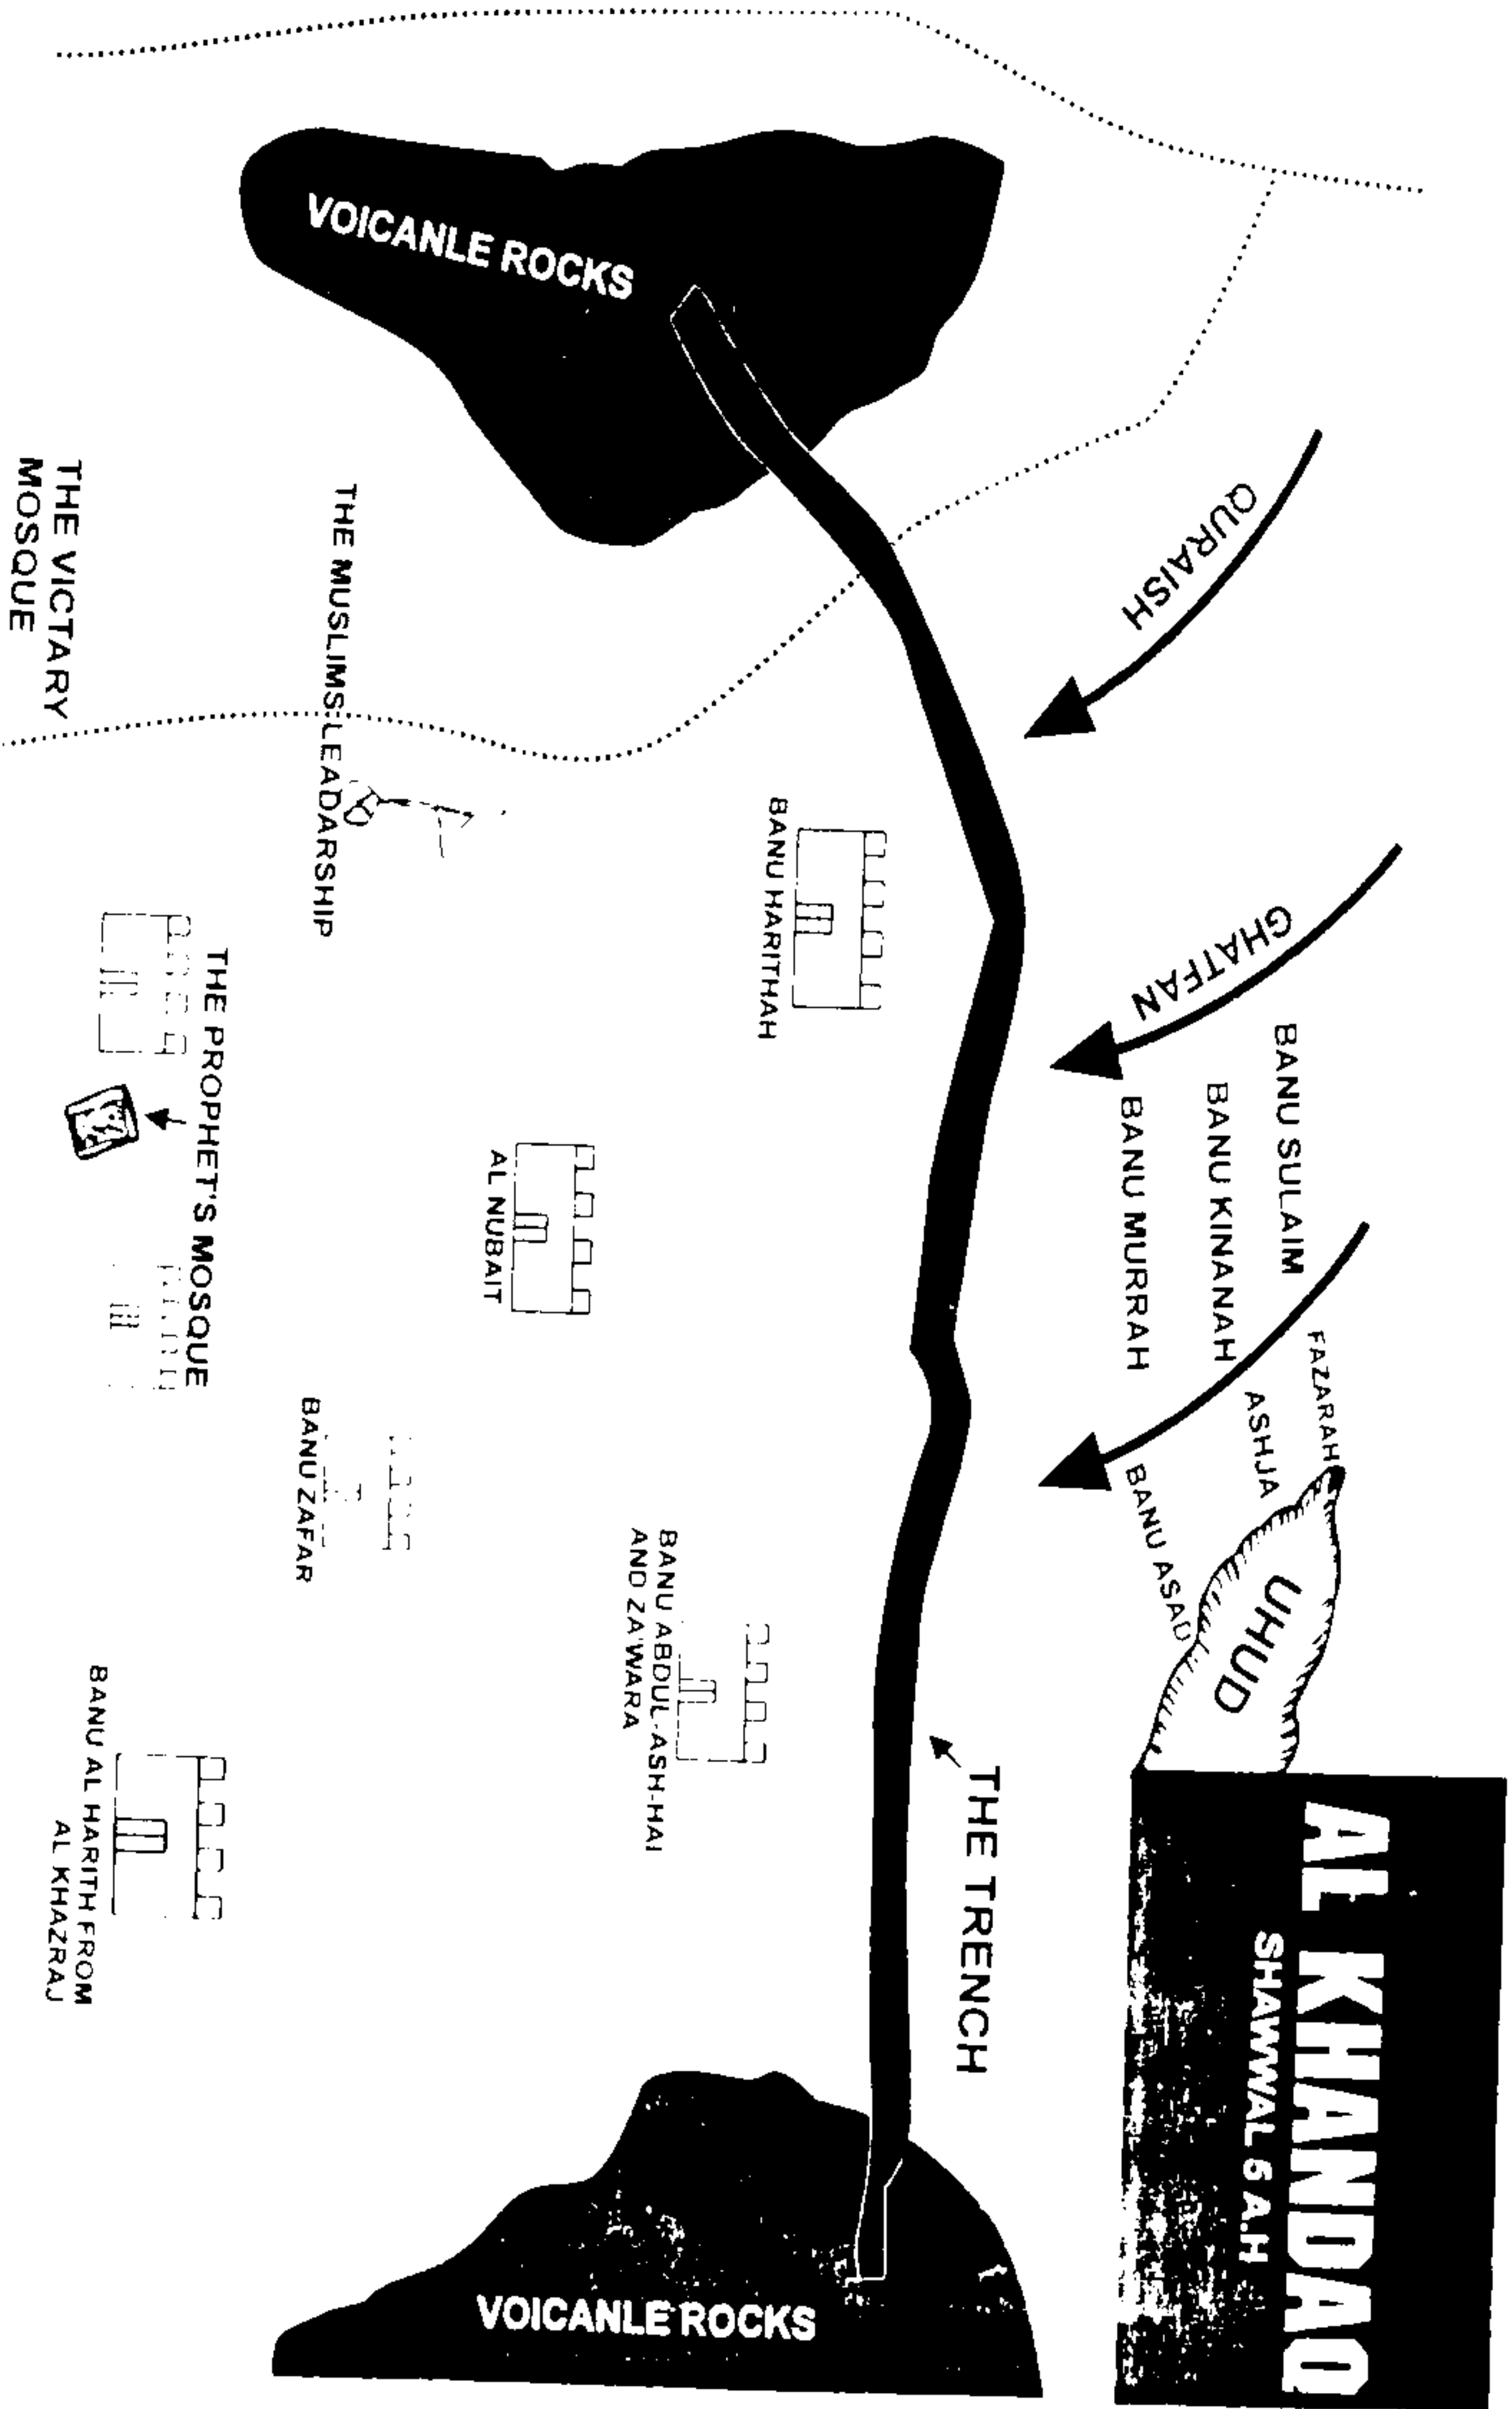 AL KHANDAQ
SHAWWAL 5 A.H
UHUD
FAZARAH
ASHJA
BANU ASAD
BANU SULAIM
BANU KINANAH
BANU MURRAH
GHATFAN
QURAISH
THE TRENCH
VOICANLE ROCKS
VOICANLE ROCKS
BANU HARITHAH
AL NUBAIT
BANU ABDUL-ASH-HAI
AND ZA'WARA
BANU ZAFAR
THE MUSLIMS-LEADARSHIP
THE PROPHET'S MOSQUE
THE VICTARY
MOSQUE
BANU AL HARITH FROM
AL KHAZRAJ